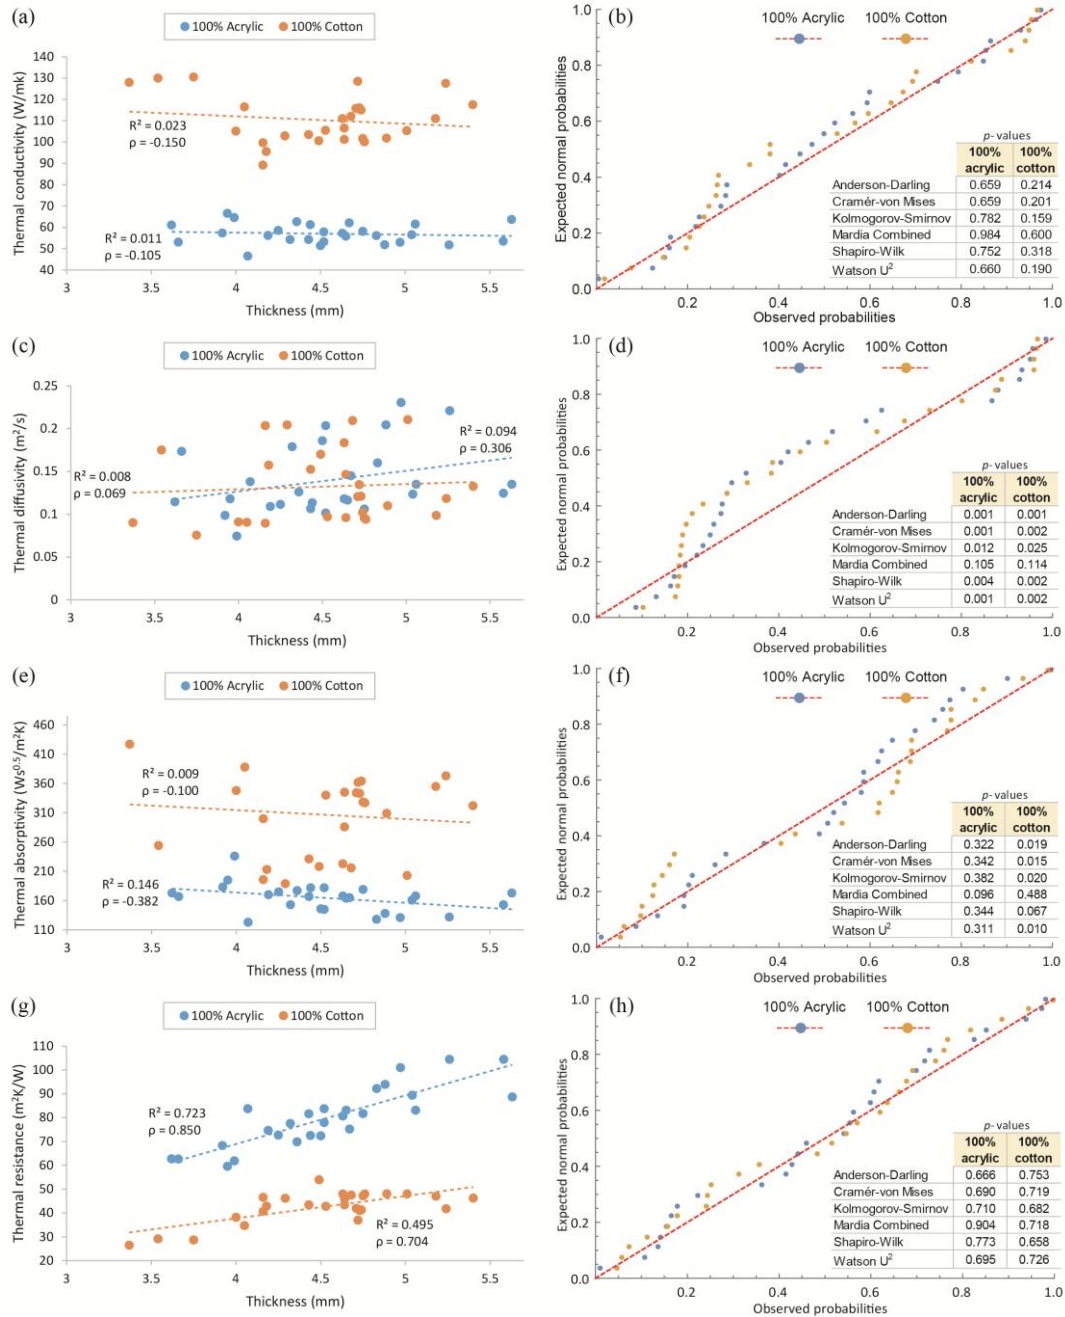 (a)
100% Acrylic 100% Cotton
Thermal conductivity (W/mk)
140
130
120
110
100
90
80
70
60
50
40
R² = 0.023
ρ = -0.150
R² = 0.011
ρ = -0.105
3 3.5 4 4.5 5 5.5
Thickness (mm)
(b)
100% Acrylic 100% Cotton
Expected normal probabilities
1.0
0.8
0.6
0.4
0.2
0.0
p- values
100% acrylic 100% cotton
Anderson-Darling 0.659 0.214
Cramér-von Mises 0.659 0.201
Kolmogorov-Smirnov 0.782 0.159
Mardia Combined 0.984 0.600
Shapiro-Wilk 0.752 0.318
Watson U² 0.660 0.190
0.2 0.4 0.6 0.8 1.0
Observed probabilities
(c)
100% Acrylic 100% Cotton
Thermal diffusivity (m²/s)
0.25
0.2
0.15
0.1
0.05
0
R² = 0.094
ρ = 0.306
R² = 0.008
ρ = 0.069
3 3.5 4 4.5 5 5.5
Thickness (mm)
(d)
100% Acrylic 100% Cotton
Expected normal probabilities
1.0
0.8
0.6
0.4
0.2
0.0
p- values
100% acrylic 100% cotton
Anderson-Darling 0.001 0.001
Cramér-von Mises 0.001 0.002
Kolmogorov-Smirnov 0.012 0.025
Mardia Combined 0.105 0.114
Shapiro-Wilk 0.004 0.002
Watson U² 0.001 0.002
0.2 0.4 0.6 0.8 1.0
Observed probabilities
(e)
100% Acrylic 100% Cotton
Thermal absorptivity (Ws⁰·⁵/m²K)
460
410
360
310
260
210
160
110
R² = 0.009
ρ = -0.100
R² = 0.146
ρ = -0.382
3 3.5 4 4.5 5 5.5
Thickness (mm)
(f)
100% Acrylic 100% Cotton
Expected normal probabilities
1.0
0.8
0.6
0.4
0.2
0.0
p- values
100% acrylic 100% cotton
Anderson-Darling 0.322 0.019
Cramér-von Mises 0.342 0.015
Kolmogorov-Smirnov 0.382 0.020
Mardia Combined 0.096 0.488
Shapiro-Wilk 0.344 0.067
Watson U² 0.311 0.010
0.2 0.4 0.6 0.8 1.0
Observed probabilities
(g)
100% Acrylic 100% Cotton
Thermal resistance (m²K/W)
110
100
90
80
70
60
50
40
30
20
R² = 0.723
ρ = 0.850
R² = 0.495
ρ = 0.704
3 3.5 4 4.5 5 5.5
Thickness (mm)
(h)
100% Acrylic 100% Cotton
Expected normal probabilities
1.0
0.8
0.6
0.4
0.2
0.0
p- values
100% acrylic 100% cotton
Anderson-Darling 0.666 0.753
Cramér-von Mises 0.690 0.719
Kolmogorov-Smirnov 0.710 0.682
Mardia Combined 0.904 0.718
Shapiro-Wilk 0.773 0.658
Watson U² 0.695 0.726
0.2 0.4 0.6 0.8 1.0
Observed probabilities